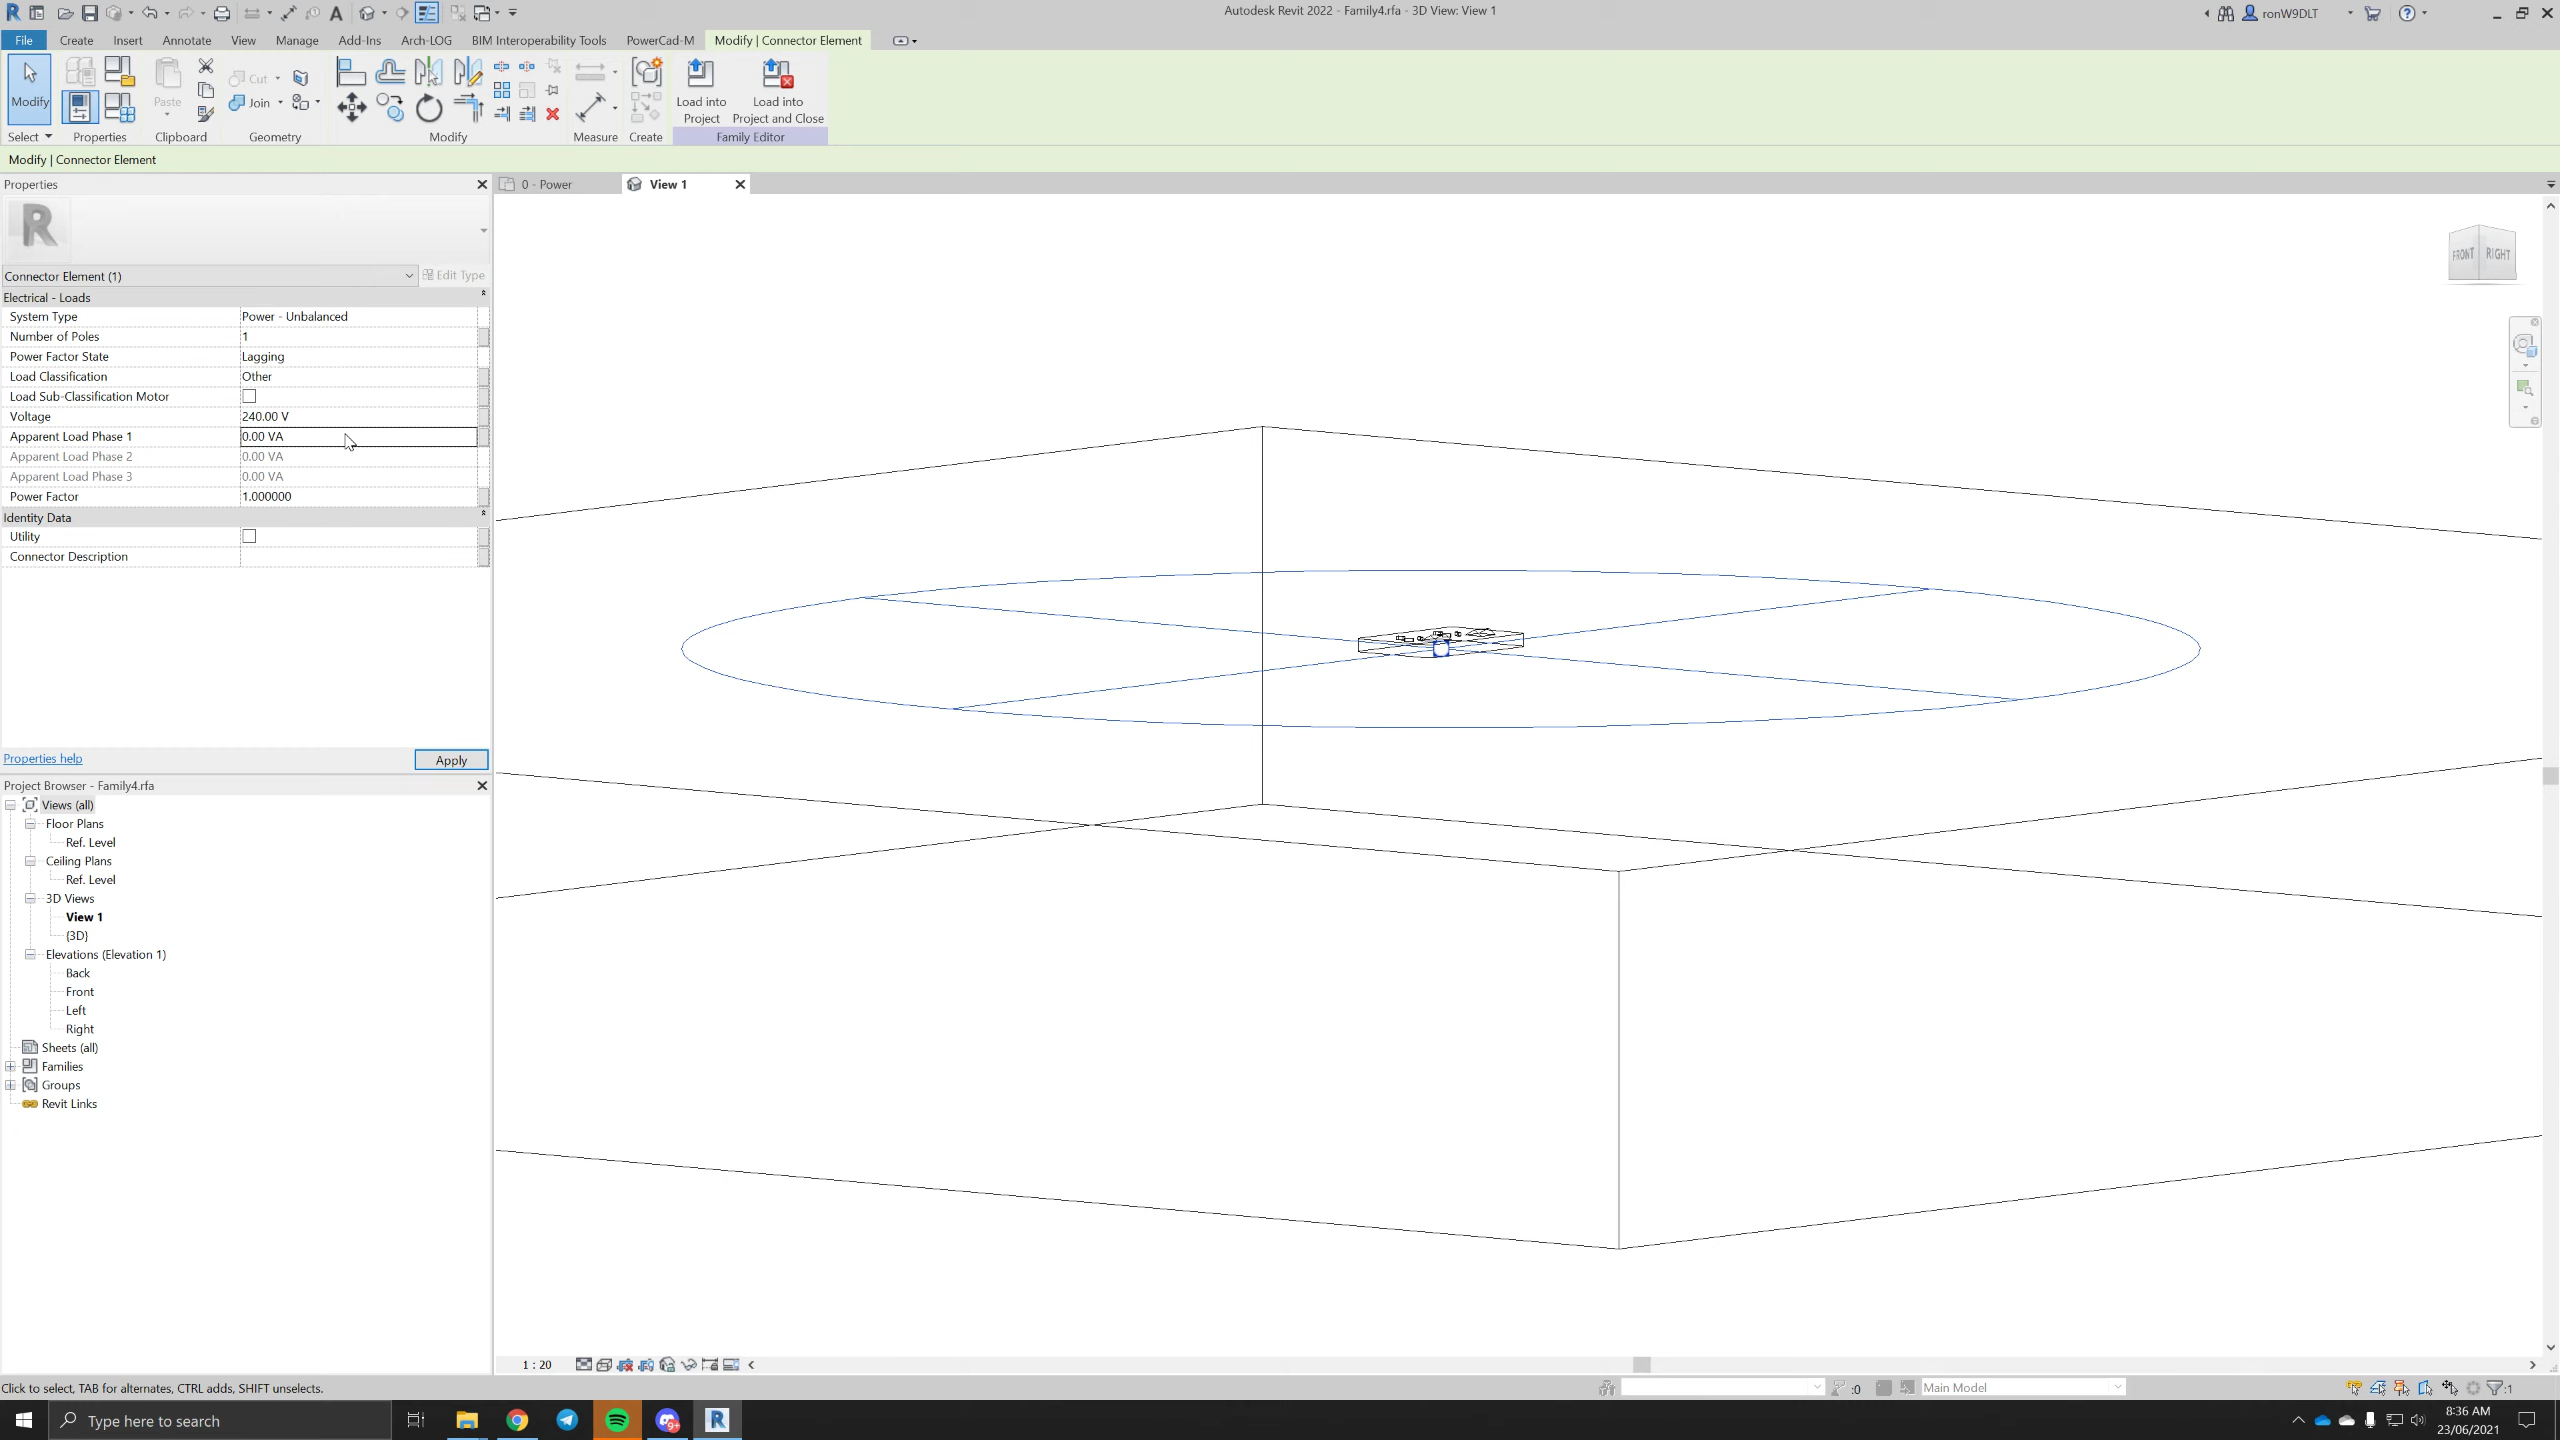 Autodesk Revit 2022 - Family4.rfa - 3D View: View 1
ronW9DLT
File Create Insert Annotate View Manage Add-Ins Arch-LOG BIM Interoperability Tools PowerCad-M Modify | Connector Element
Modify
Paste
Cut
Join
Load into Project
Load into Project and Close
Select Properties Clipboard Geometry Modify Measure Create Family Editor
Modify | Connector Element
Properties
0 - Power
View 1
R
FRONT RIGHT
Connector Element (1)
Edit Type
Electrical - Loads
System Type Power - Unbalanced
Number of Poles 1
Power Factor State Lagging
Load Classification Other
Load Sub-Classification Motor
Voltage 240.00 V
Apparent Load Phase 1 0.00 VA
Apparent Load Phase 2 0.00 VA
Apparent Load Phase 3 0.00 VA
Power Factor 1.000000
Identity Data
Utility
Connector Description
Properties help
Apply
Project Browser - Family4.rfa
Views (all)
Floor Plans
Ref. Level
Ceiling Plans
Ref. Level
3D Views
View 1
{3D}
Elevations (Elevation 1)
Back
Front
Left
Right
Sheets (all)
Families
Groups
Revit Links
1 : 20
Click to select, TAB for alternates, CTRL adds, SHIFT unselects.
:0
Main Model
:1
Type here to search
9+
8:36 AM
23/06/2021